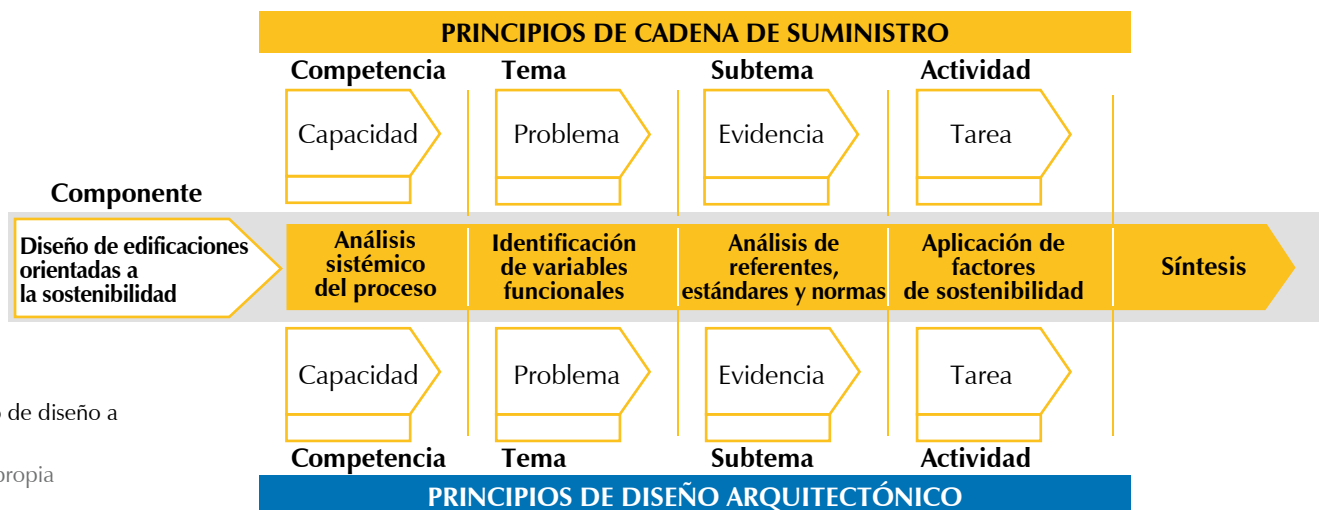 PRINCIPIOS DE CADENA DE SUMINISTRO
Competencia Tema Subtema Actividad
Capacidad Problema Evidencia Tarea
Componente
Diseño de edificaciones
orientadas a
la sostenibilidad
Análisis
sistémico
del proceso
Identificación
de variables
funcionales
Análisis de
referentes,
estándares y normas
Aplicación de
factores
de sostenibilidad
Síntesis
Capacidad Problema Evidencia Tarea
de diseño a
propia
Competencia Tema Subtema Actividad
PRINCIPIOS DE DISEÑO ARQUITECTÓNICO